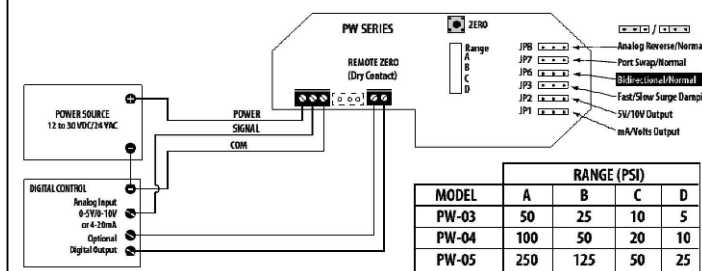 PW SERIES
ZERO
Range
A
B
C
D
REMOTE ZERO
(Dry Contact)
JP8
JP7
JP6
JP3
JP2
JP1
Analog Reverse/Norma
Port Swap/Normal
Bidirectional/Normal
Fast/Slow Surge Dampi
5V/10V Output
mA/Volts Output
POWER SOURCE
12 to 30 VDC/24 VAC
POWER
SIGNAL
COM
DIGITAL CONTROL
Analog Input
0-5V/0-10V
or 4-20mA
Optional
Digital Output
RANGE (PSI)
MODEL A B C D
PW-03 50 25 10 5
PW-04 100 50 20 10
PW-05 250 125 50 25